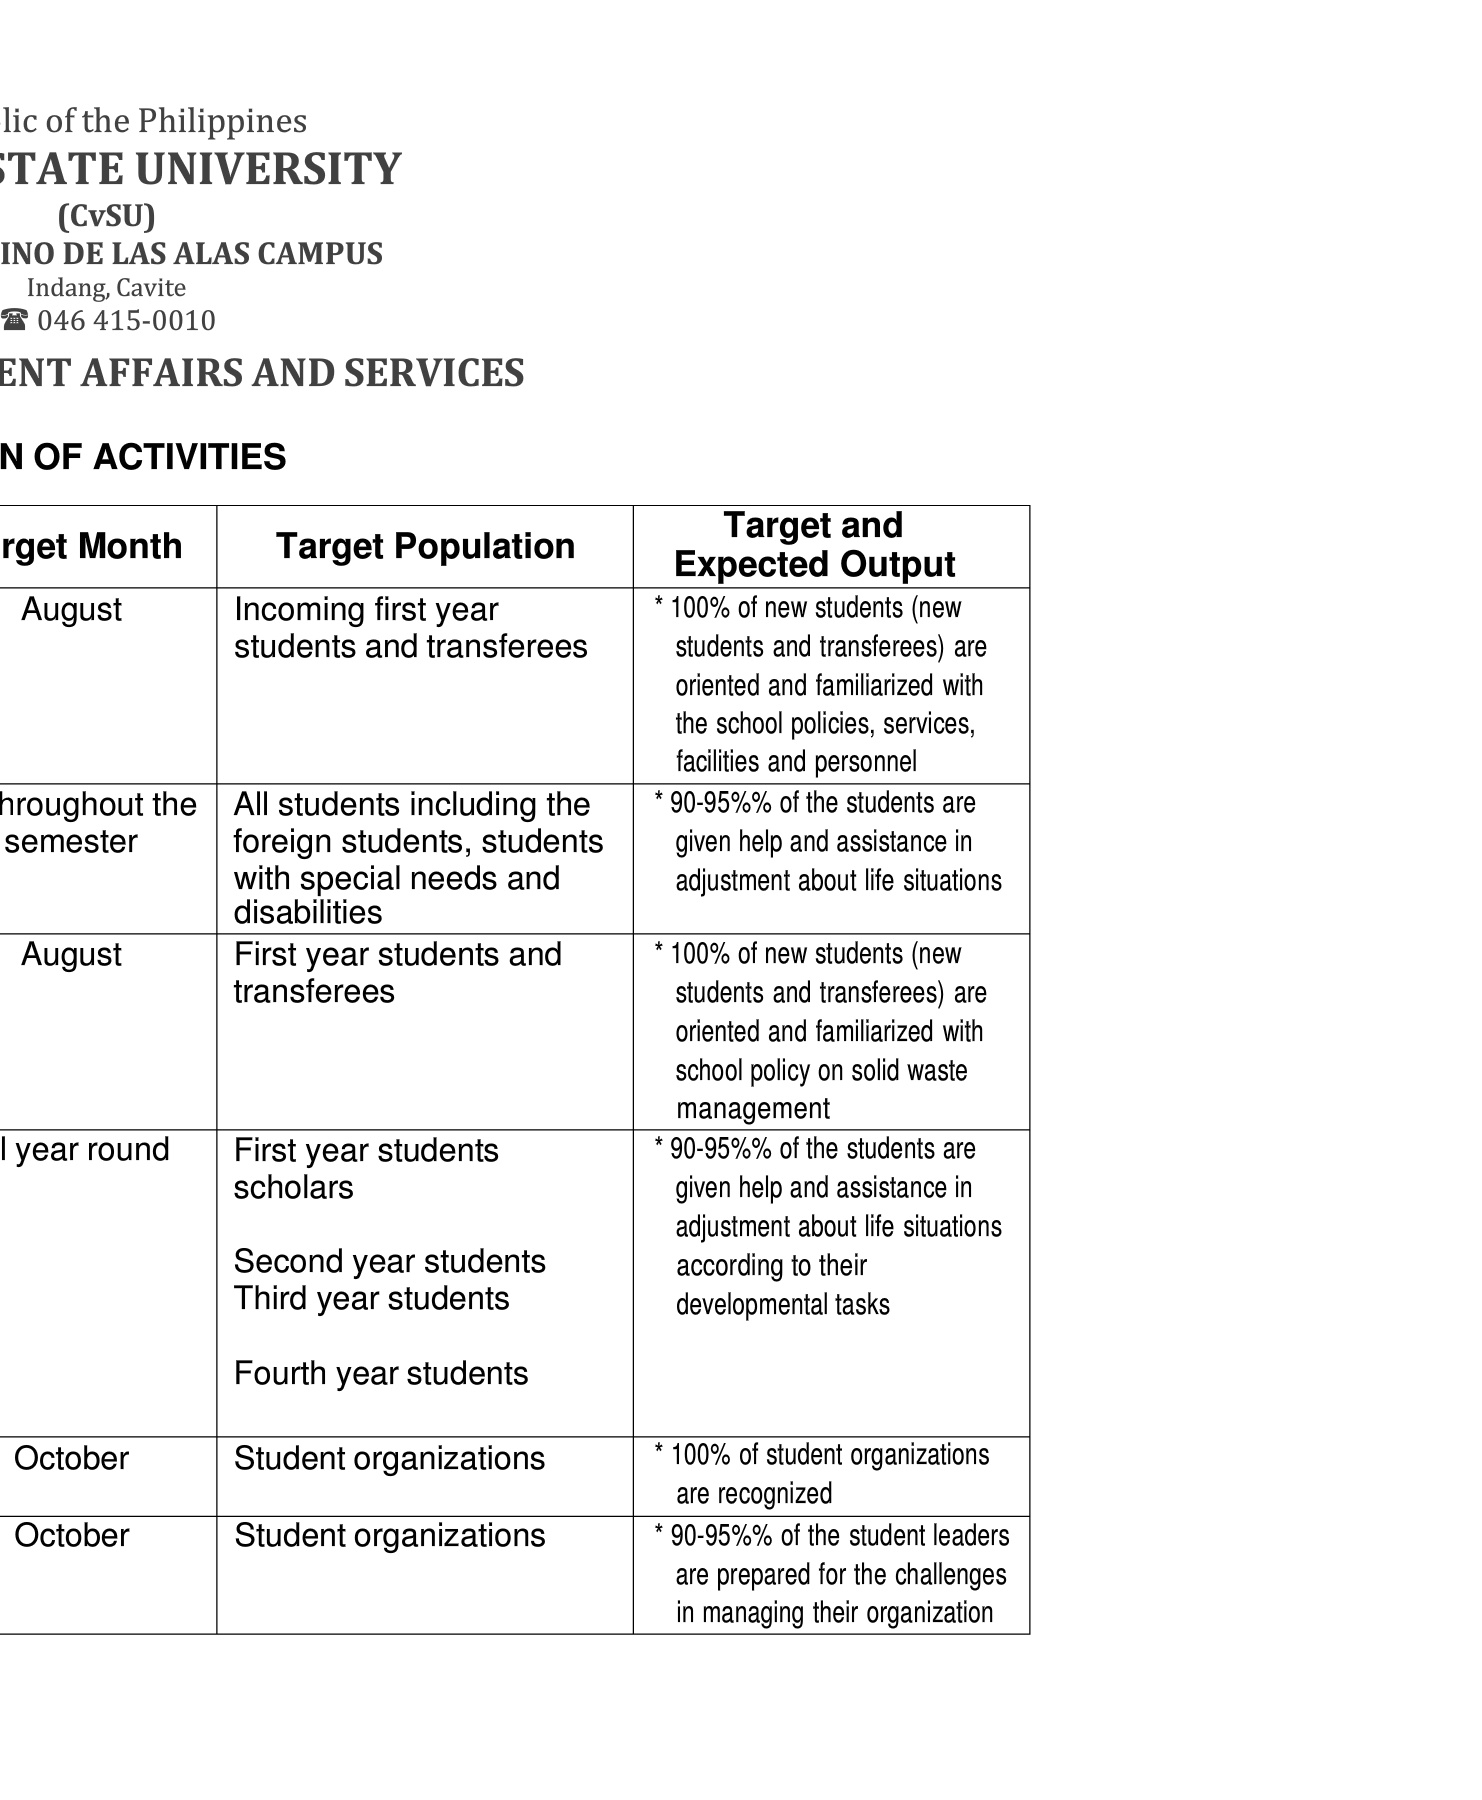 lic of the Philippines
STATE UNIVERSITY
(CvSU)
INO DE LAS ALAS CAMPUS
Indang, Cavite
☎ 046 415-0010
ENT AFFAIRS AND SERVICES
N OF ACTIVITIES
rget Month
Target Population
Target and
Expected Output
August
Incoming first year
students and transferees
* 100% of new students (new
students and transferees) are
oriented and familiarized with
the school policies, services,
facilities and personnel
hroughout the
semester
All students including the
foreign students, students
with special needs and
disabilities
* 90-95%% of the students are
given help and assistance in
adjustment about life situations
August
First year students and
transferees
* 100% of new students (new
students and transferees) are
oriented and familiarized with
school policy on solid waste
management
l year round
First year students
scholars
Second year students
Third year students
Fourth year students
* 90-95%% of the students are
given help and assistance in
adjustment about life situations
according to their
developmental tasks
October
Student organizations
* 100% of student organizations
are recognized
October
Student organizations
* 90-95%% of the student leaders
are prepared for the challenges
in managing their organization